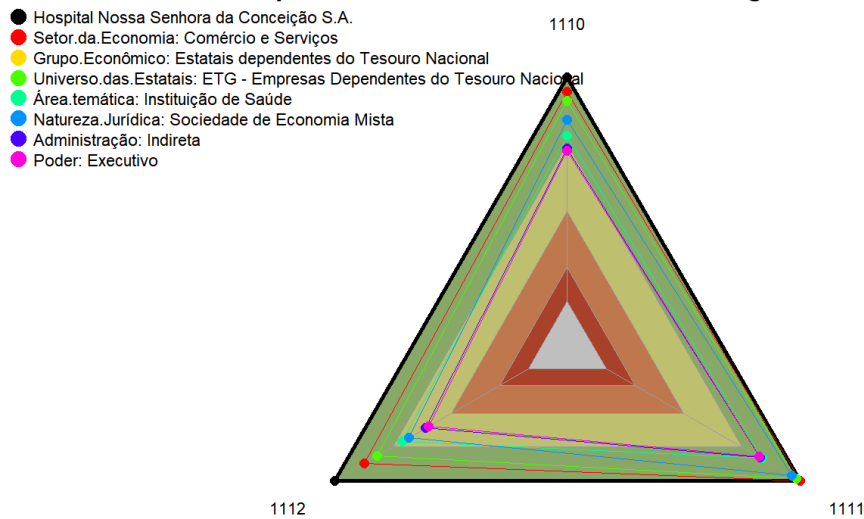 Hospital Nossa Senhora da Conceição S.A.
Setor.da.Economia: Comércio e Serviços
Grupo.Econômico: Estatais dependentes do Tesouro Nacional
Universo.das.Estatais: ETG - Empresas Dependentes do Tesouro Nacional
Área.temática: Instituição de Saúde
Natureza.Jurídica: Sociedade de Economia Mista
Administração: Indireta
Poder: Executivo
1110
1112
1111